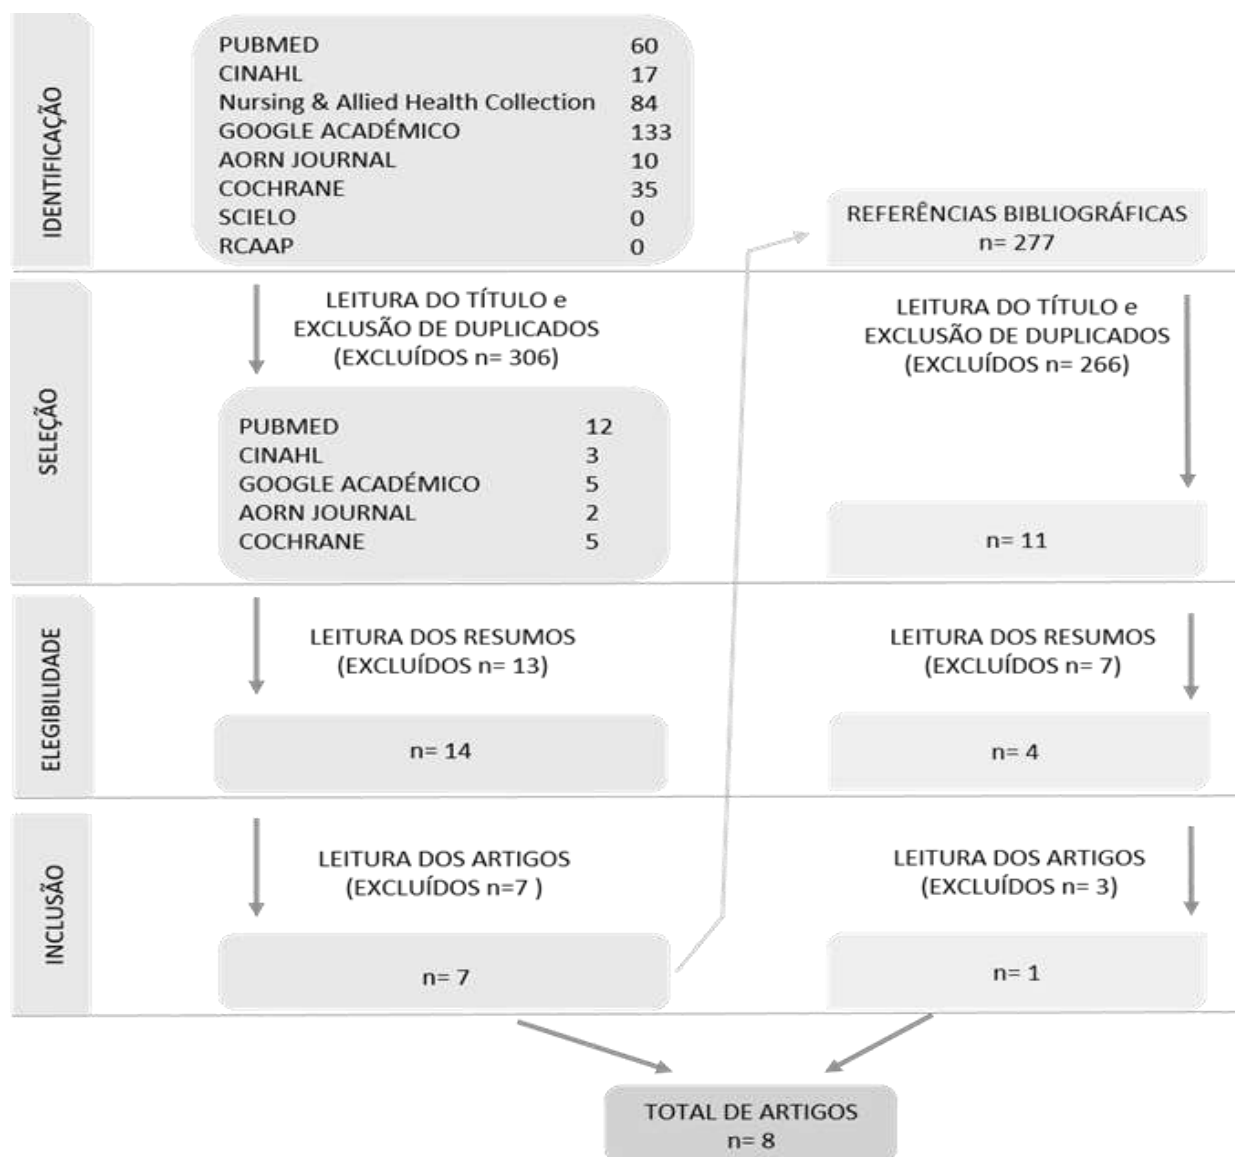 IDENTIFICAÇÃO
PUBMED 60
CINAHL 17
Nursing & Allied Health Collection 84
GOOGLE ACADÉMICO 133
AORN JOURNAL 10
COCHRANE 35
SCIELO 0
RCAAP 0
REFERÊNCIAS BIBLIOGRÁFICAS
n= 277
SELEÇÃO
LEITURA DO TÍTULO e
EXCLUSÃO DE DUPLICADOS
(EXCLUÍDOS n= 306)
LEITURA DO TÍTULO e
EXCLUSÃO DE DUPLICADOS
(EXCLUÍDOS n= 266)
PUBMED 12
CINAHL 3
GOOGLE ACADÉMICO 5
AORN JOURNAL 2
COCHRANE 5
n= 11
ELEGIBILIDADE
LEITURA DOS RESUMOS
(EXCLUÍDOS n= 13)
LEITURA DOS RESUMOS
(EXCLUÍDOS n= 7)
n= 14
n= 4
INCLUSÃO
LEITURA DOS ARTIGOS
(EXCLUÍDOS n=7 )
LEITURA DOS ARTIGOS
(EXCLUÍDOS n= 3)
n= 7
n= 1
TOTAL DE ARTIGOS
n= 8